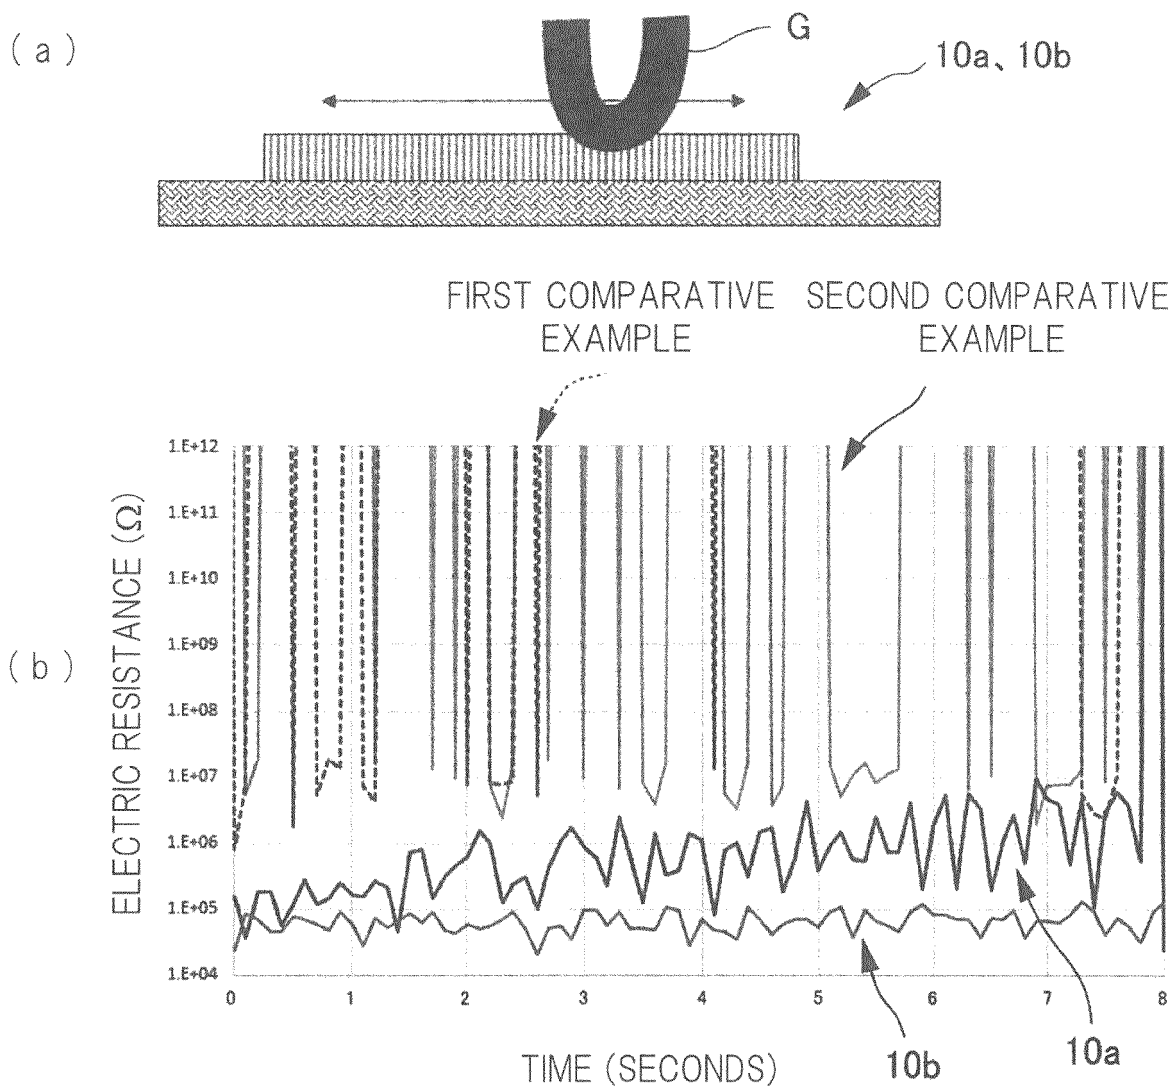 (a)
G
10a、10b
FIRST COMPARATIVE
EXAMPLE
SECOND COMPARATIVE
EXAMPLE
(b)
ELECTRIC RESISTANCE (Ω)
1.E+12
1.E+11
1.E+10
1.E+09
1.E+08
1.E+07
1.E+06
1.E+05
1.E+04
0 1 2 3 4 5 6 7 8
10b
10a
TIME (SECONDS)